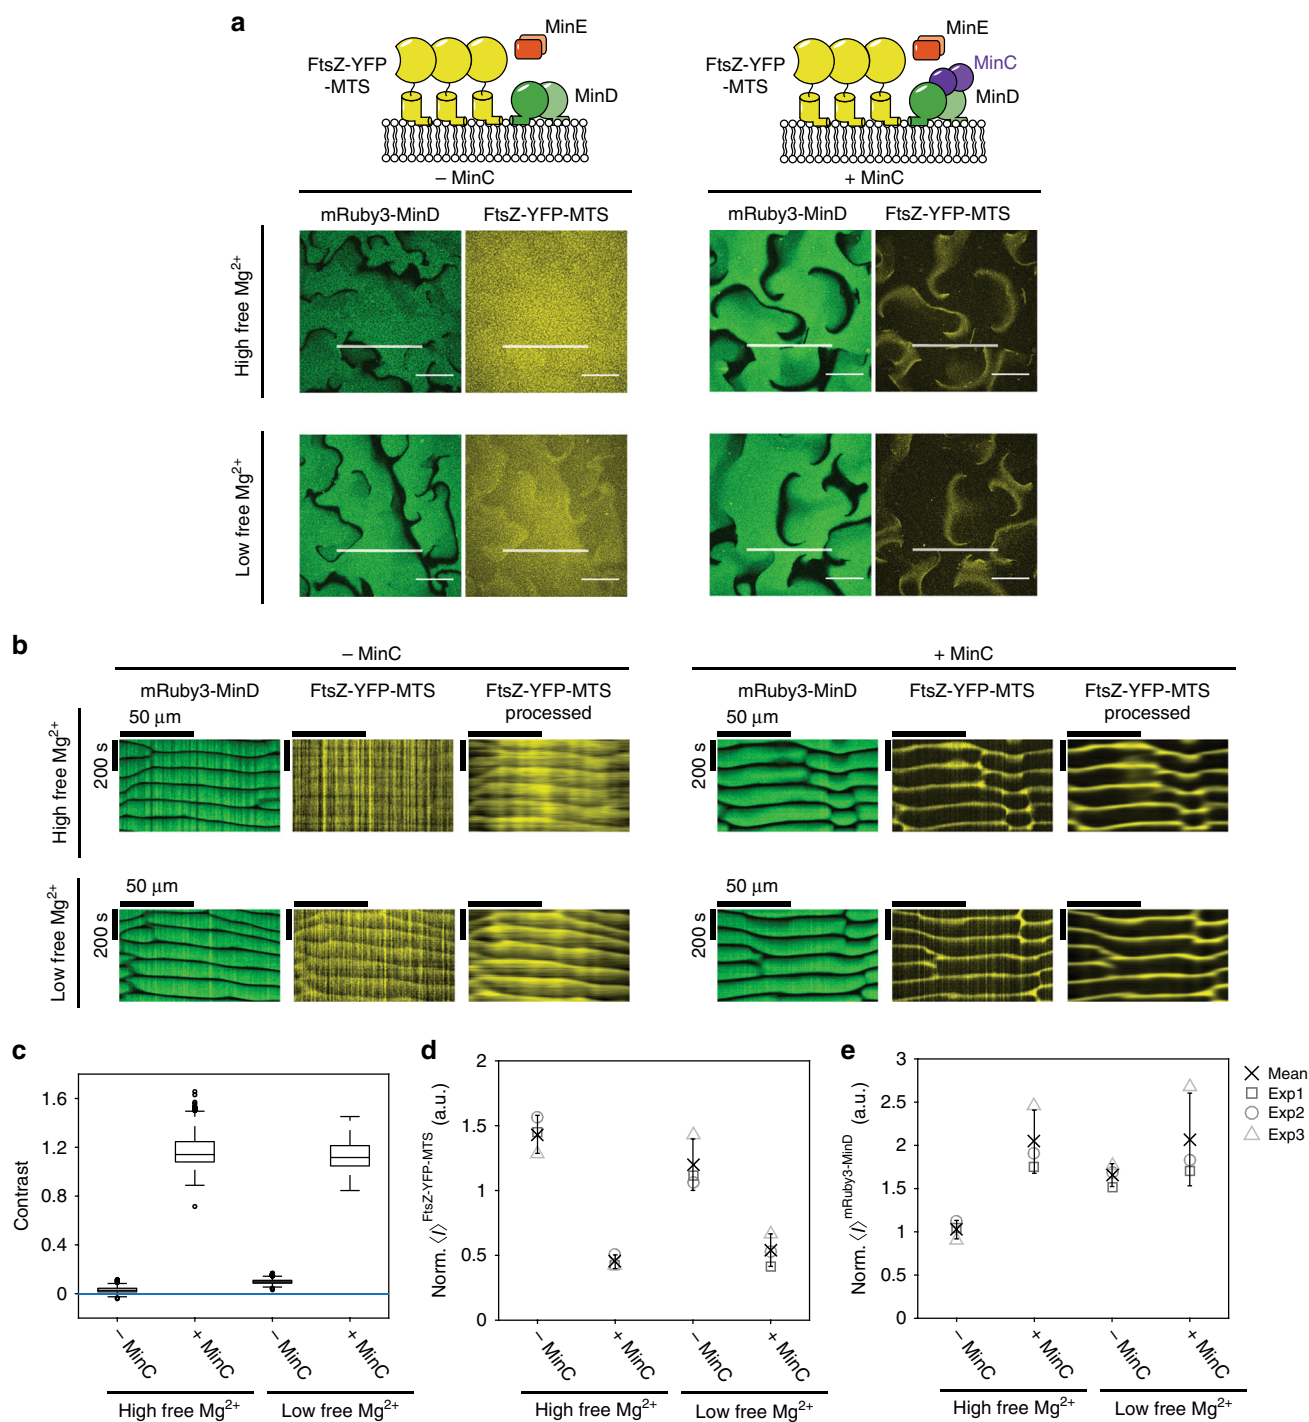 a
MinE
FtsZ-YFP
-MTS
MinD
MinE
MinC
FtsZ-YFP
-MTS
MinD
– MinC
+ MinC
mRuby3-MinD
FtsZ-YFP-MTS
mRuby3-MinD
FtsZ-YFP-MTS
High free Mg2+
Low free Mg2+
b
– MinC
+ MinC
mRuby3-MinD
FtsZ-YFP-MTS
FtsZ-YFP-MTS
processed
mRuby3-MinD
FtsZ-YFP-MTS
FtsZ-YFP-MTS
processed
50 μm
50 μm
High free Mg2+
200 s
200 s
50 μm
50 μm
Low free Mg2+
200 s
200 s
c
Contrast
1.6
1.2
0.8
0.4
0
– MinC
+ MinC
– MinC
+ MinC
High free Mg2+
Low free Mg2+
d
Norm. ⟨I⟩FtsZ-YFP-MTS (a.u.)
2
1.5
1
0.5
0
– MinC
+ MinC
– MinC
+ MinC
High free Mg2+
Low free Mg2+
e
Norm. ⟨I⟩mRuby3-MinD (a.u.)
3
2.5
2
1.5
1
0.5
0
– MinC
+ MinC
– MinC
+ MinC
High free Mg2+
Low free Mg2+
Mean
Exp1
Exp2
Exp3